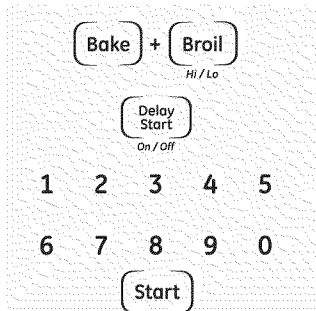 Bake + Broil
Hi / Lo
Delay
Start
On / Off
1 2 3 4 5
6 7 8 9 0
Start